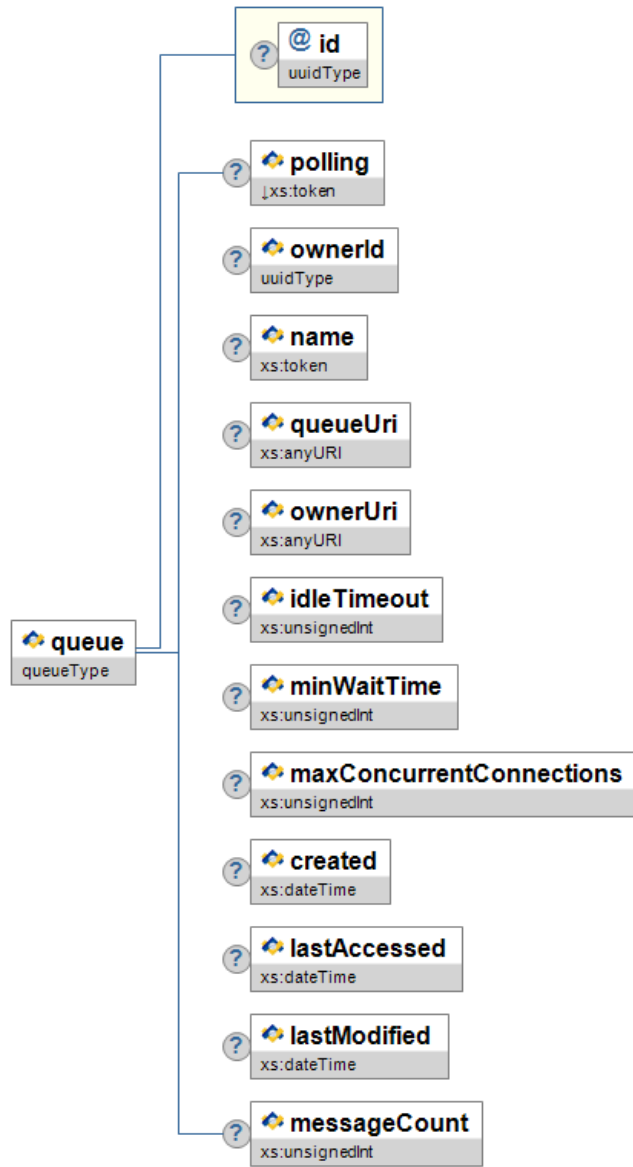 @ id
?
uuidType
polling
?
↓xs:token
ownerId
?
uuidType
name
?
xs:token
queueUri
?
xs:anyURI
ownerUri
?
xs:anyURI
idleTimeout
?
xs:unsignedInt
queue
queueType
minWaitTime
?
xs:unsignedInt
maxConcurrentConnections
?
xs:unsignedInt
created
?
xs:dateTime
lastAccessed
?
xs:dateTime
lastModified
?
xs:dateTime
messageCount
?
xs:unsignedInt